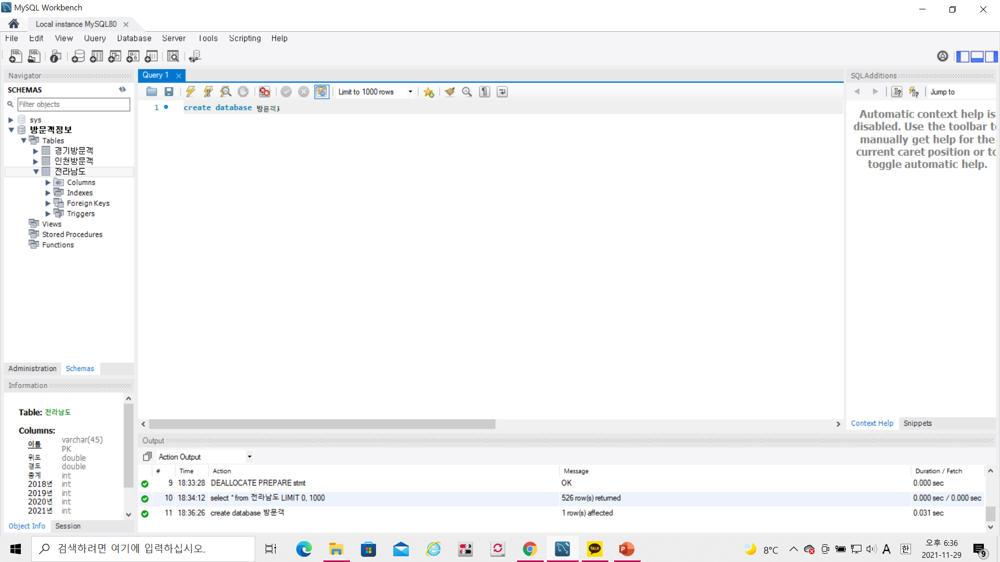 MySQL Workbench
Local instance MySQL80
File Edit View Query Database Server Tools Scripting Help
Navigator
SCHEMAS
Filter objects
sys
방문객정보
Tables
경기방문객
인천방문객
전라남도
Columns
Indexes
Foreign Keys
Triggers
Views
Stored Procedures
Functions
Administration Schemas
Information
Table: 전라남도
Columns:
이름 varchar(45)
PK
위도 double
경도 double
총계 int
2018년 int
2019년 int
2020년 int
2021년 int
Object Info Session
Query 1
Limit to 1000 rows
1 create database 방문객;
SQLAdditions
Jump to
Automatic context help is
disabled. Use the toolbar
manually get help for the
current caret position or to
toggle automatic help.
Context Help Snippets
Output
Action Output
# Time Action Message Duration / Fetch
9 18:33:28 DEALLOCATE PREPARE stmt OK 0.000 sec
10 18:34:12 select * from 전라남도 LIMIT 0, 1000 526 row(s) returned 0.000 sec / 0.000 sec
11 18:36:26 create database 방문객 1 row(s) affected 0.031 sec
검색하려면 여기에 입력하십시오.
TALK
8°C
A
한
오후 6:36
2021-11-29
9